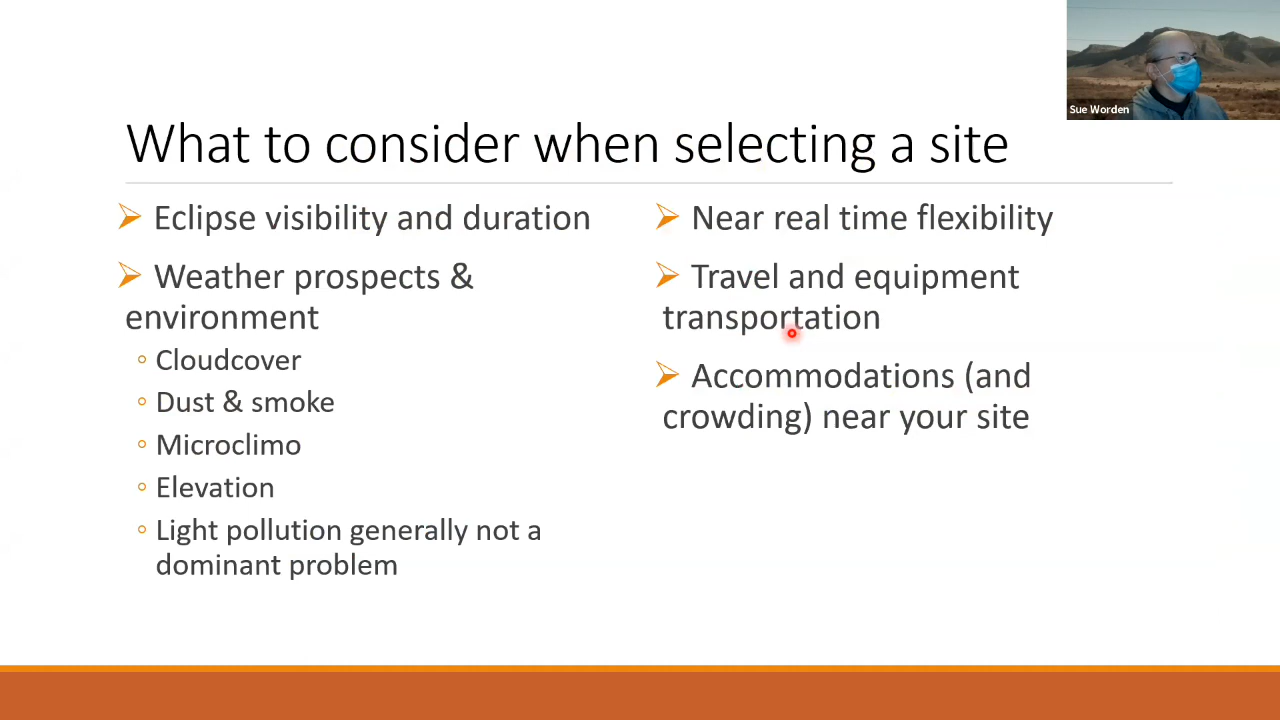 Sue Worden
What to consider when selecting a site
Eclipse visibility and duration
Weather prospects &
environment
Cloudcover
Dust & smoke
Microclimo
Elevation
Light pollution generally not a
dominant problem
Near real time flexibility
Travel and equipment
transportation
Accommodations (and
crowding) near your site